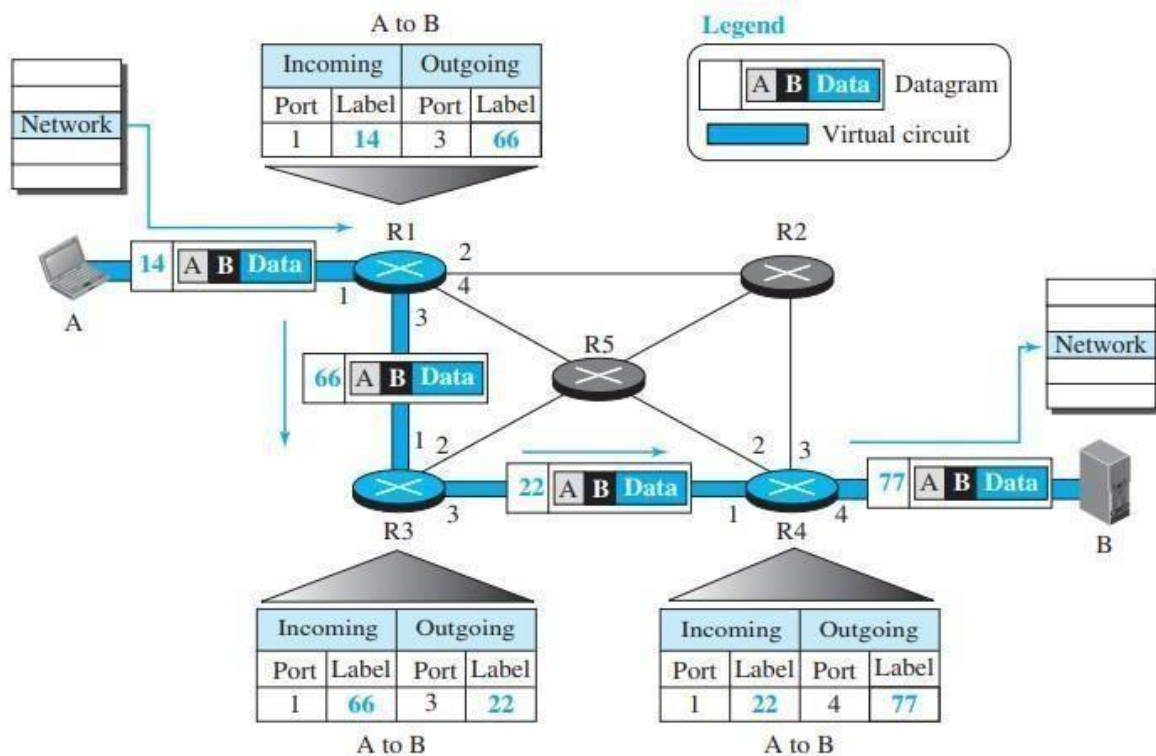 A to B
Incoming Outgoing
Port Label Port Label
1 14 3 66
Legend
A B Data Datagram
Virtual circuit
Network
R1
R2
14 A B Data
A
1
2
4
3
R5
Network
66 A B Data
1
2
2
3
22 A B Data
77 A B Data
3
1
4
R3
R4
B
Incoming Outgoing
Port Label Port Label
1 66 3 22
A to B
Incoming Outgoing
Port Label Port Label
1 22 4 77
A to B